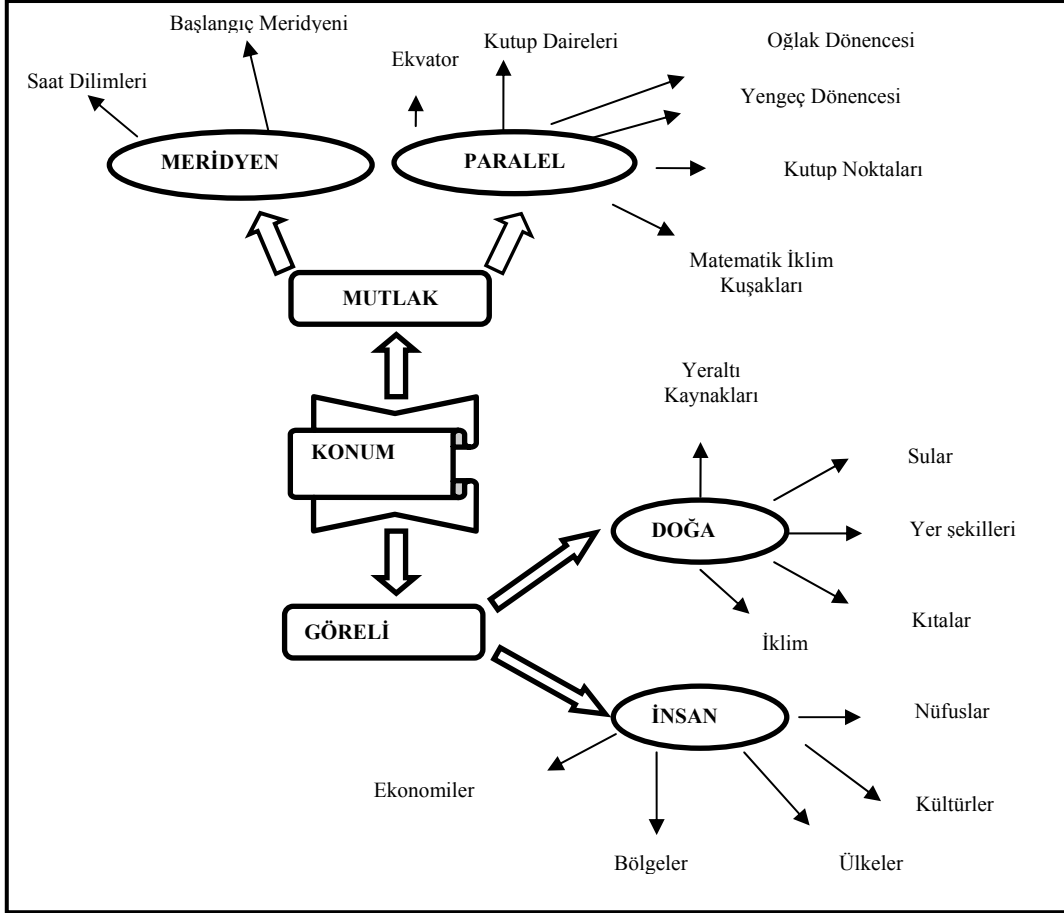 Başlangıç Meridyeni
Kutup Daireleri
Oğlak Dönencesi
Ekvator
Saat Dilimleri
Yengeç Dönencesi
MERİDYEN
PARALEL
Kutup Noktaları
Matematik İklim
Kuşakları
MUTLAK
Yeraltı
Kaynakları
KONUM
Sular
DOĞA
Yer şekilleri
Kıtalar
GÖRELİ
İklim
İNSAN
Nüfuslar
Ekonomiler
Kültürler
Bölgeler
Ülkeler